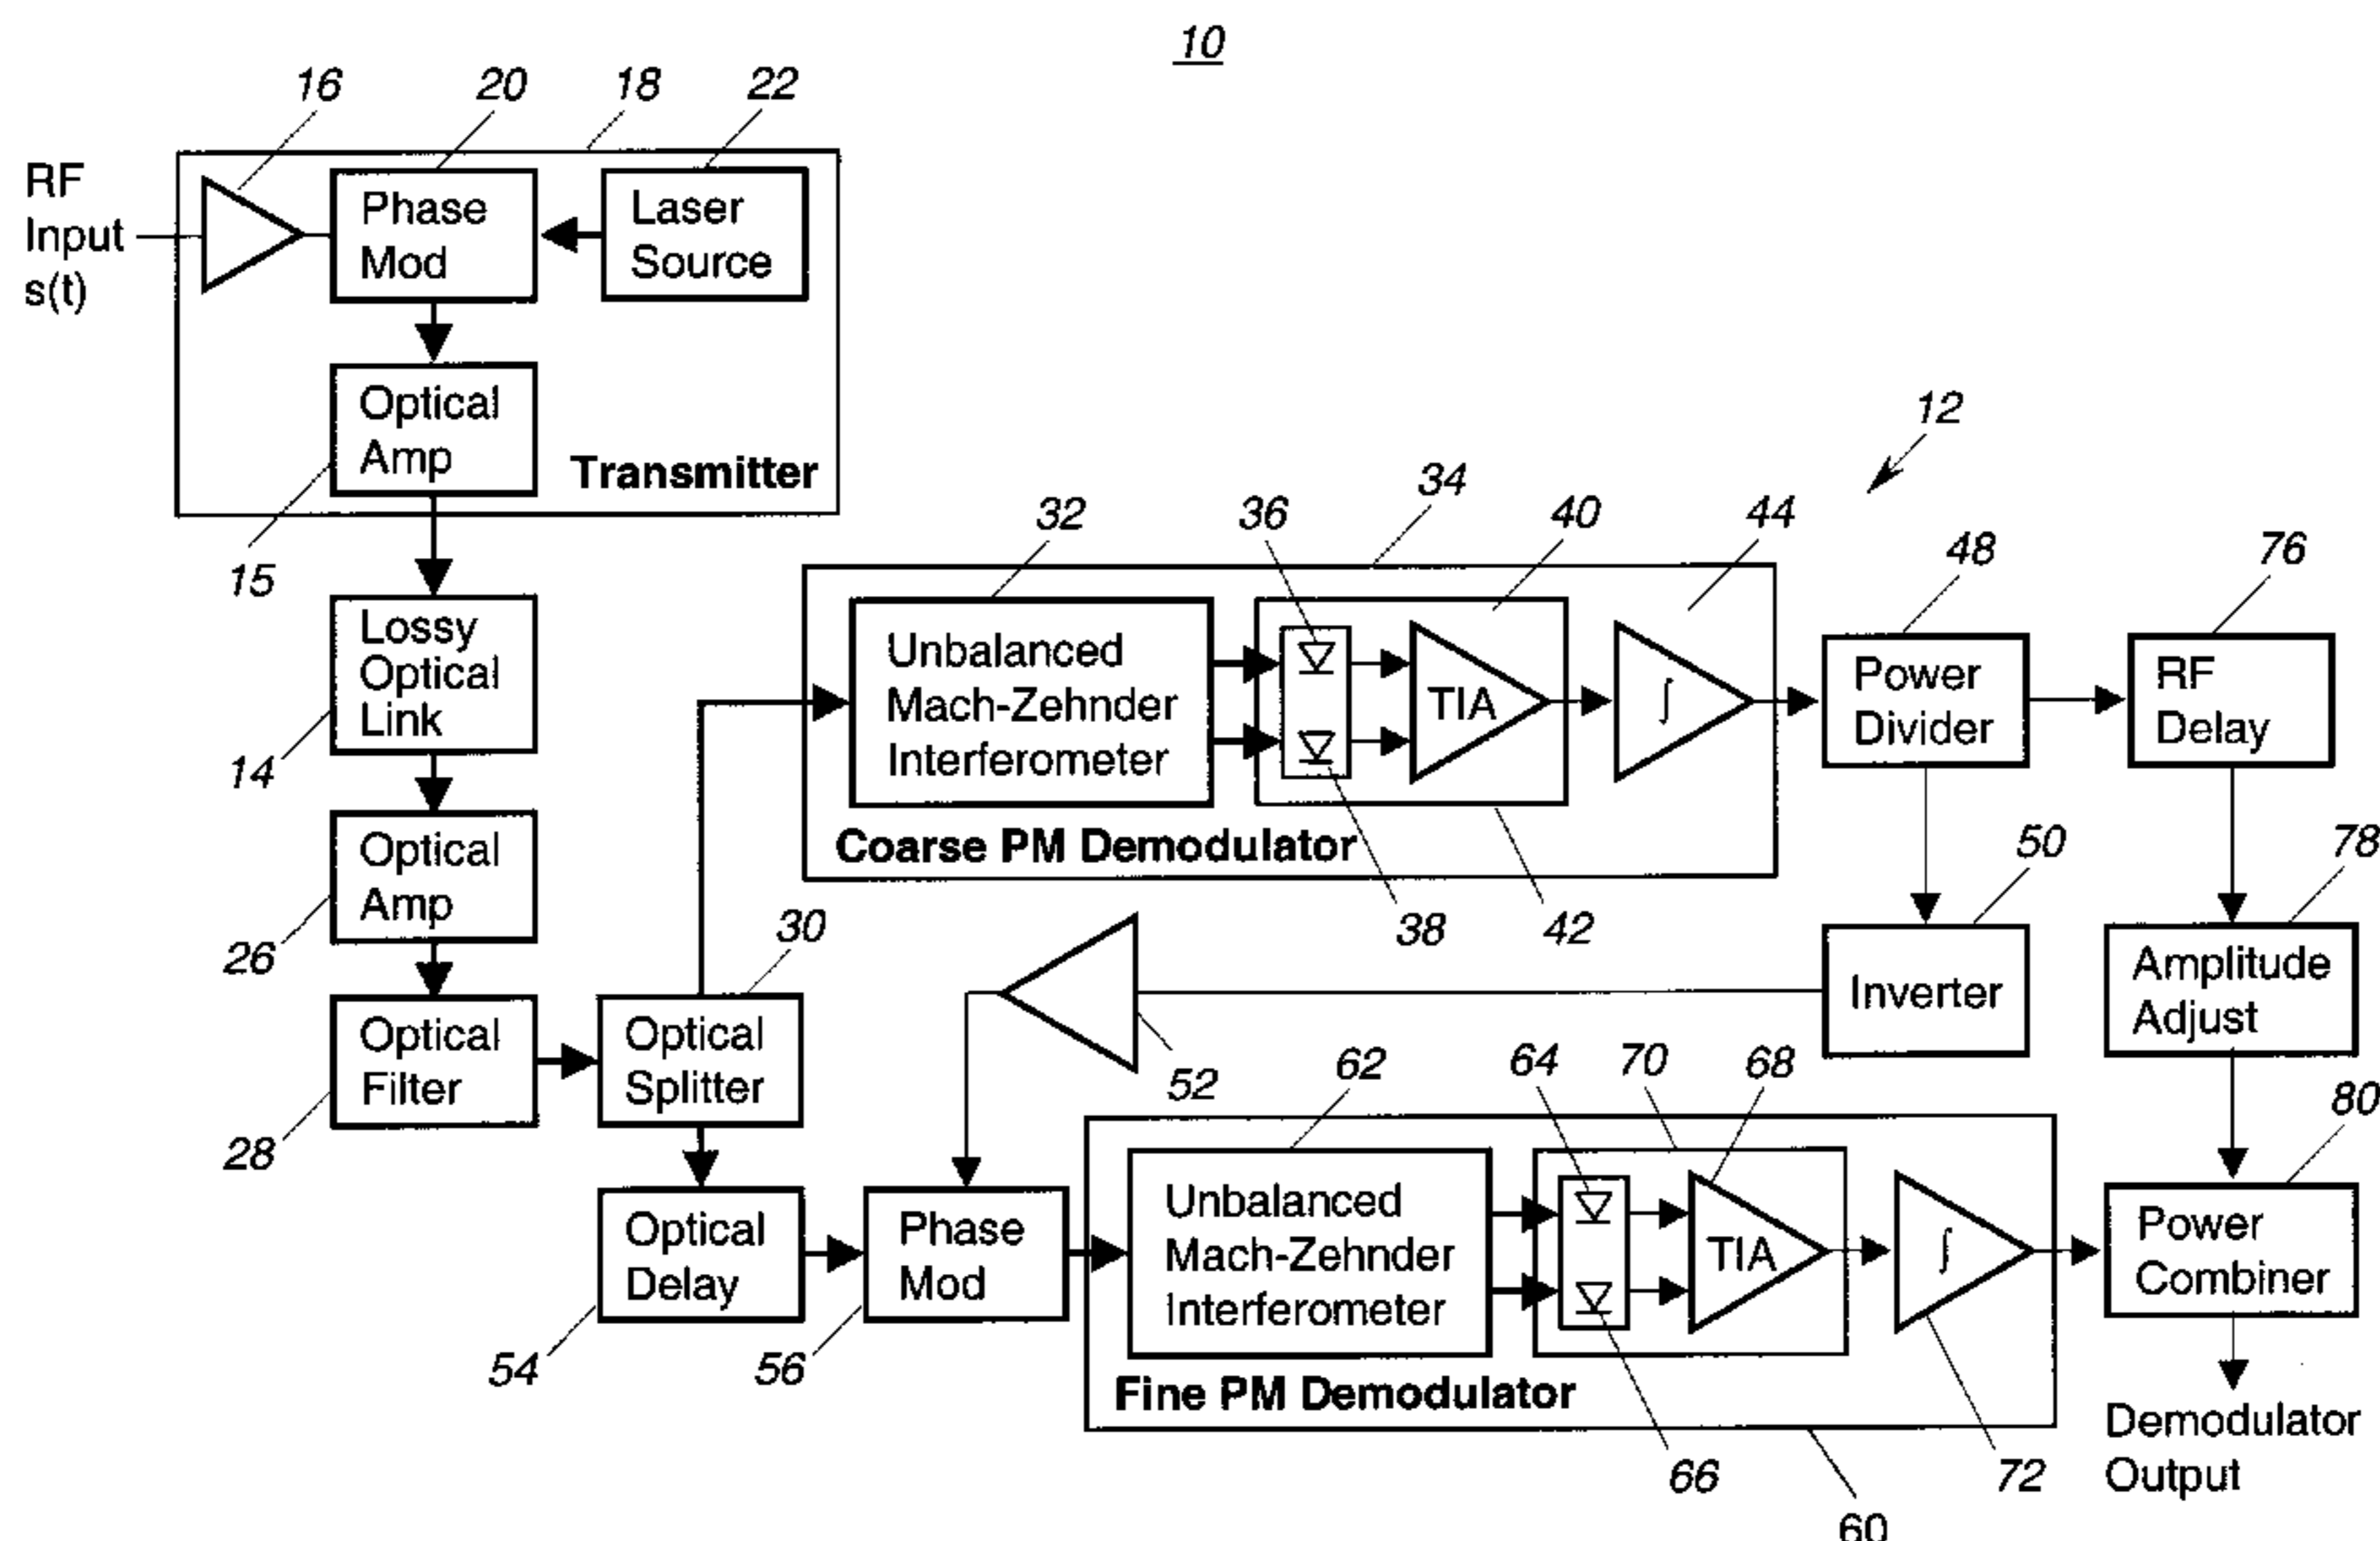 10
16
20
18
22
RF
Input
s(t)
Phase
Mod
Laser
Source
Optical
Amp
Transmitter
15
12
Lossy
Optical
Link
14
32
34
36
40
44
48
76
Unbalanced
Mach-Zehnder
Interferometer
TIA
∫
Coarse PM Demodulator
38
42
Power
Divider
RF
Delay
Optical
Amp
26
30
50
78
Optical
Filter
28
Optical
Splitter
52
Inverter
Amplitude
Adjust
62
64
70
68
80
Optical
Delay
54
Phase
Mod
56
Unbalanced
Mach-Zehnder
Interferometer
TIA
∫
Fine PM Demodulator
66
72
60
Power
Combiner
Demodulator
Output